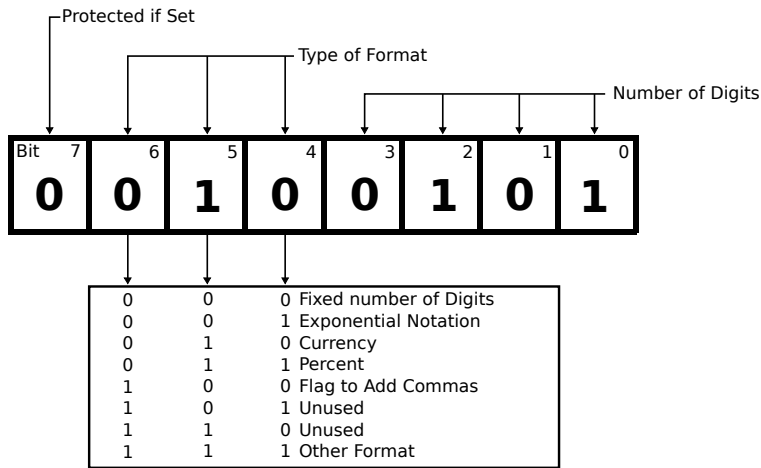 Protected if Set
Type of Format
Number of Digits
Bit 7 6 5 4 3 2 1 0
0 0 1 0 0 1 0 1
0 0 0 Fixed number of Digits
0 0 1 Exponential Notation
0 1 0 Currency
0 1 1 Percent
1 0 0 Flag to Add Commas
1 0 1 Unused
1 1 0 Unused
1 1 1 Other Format